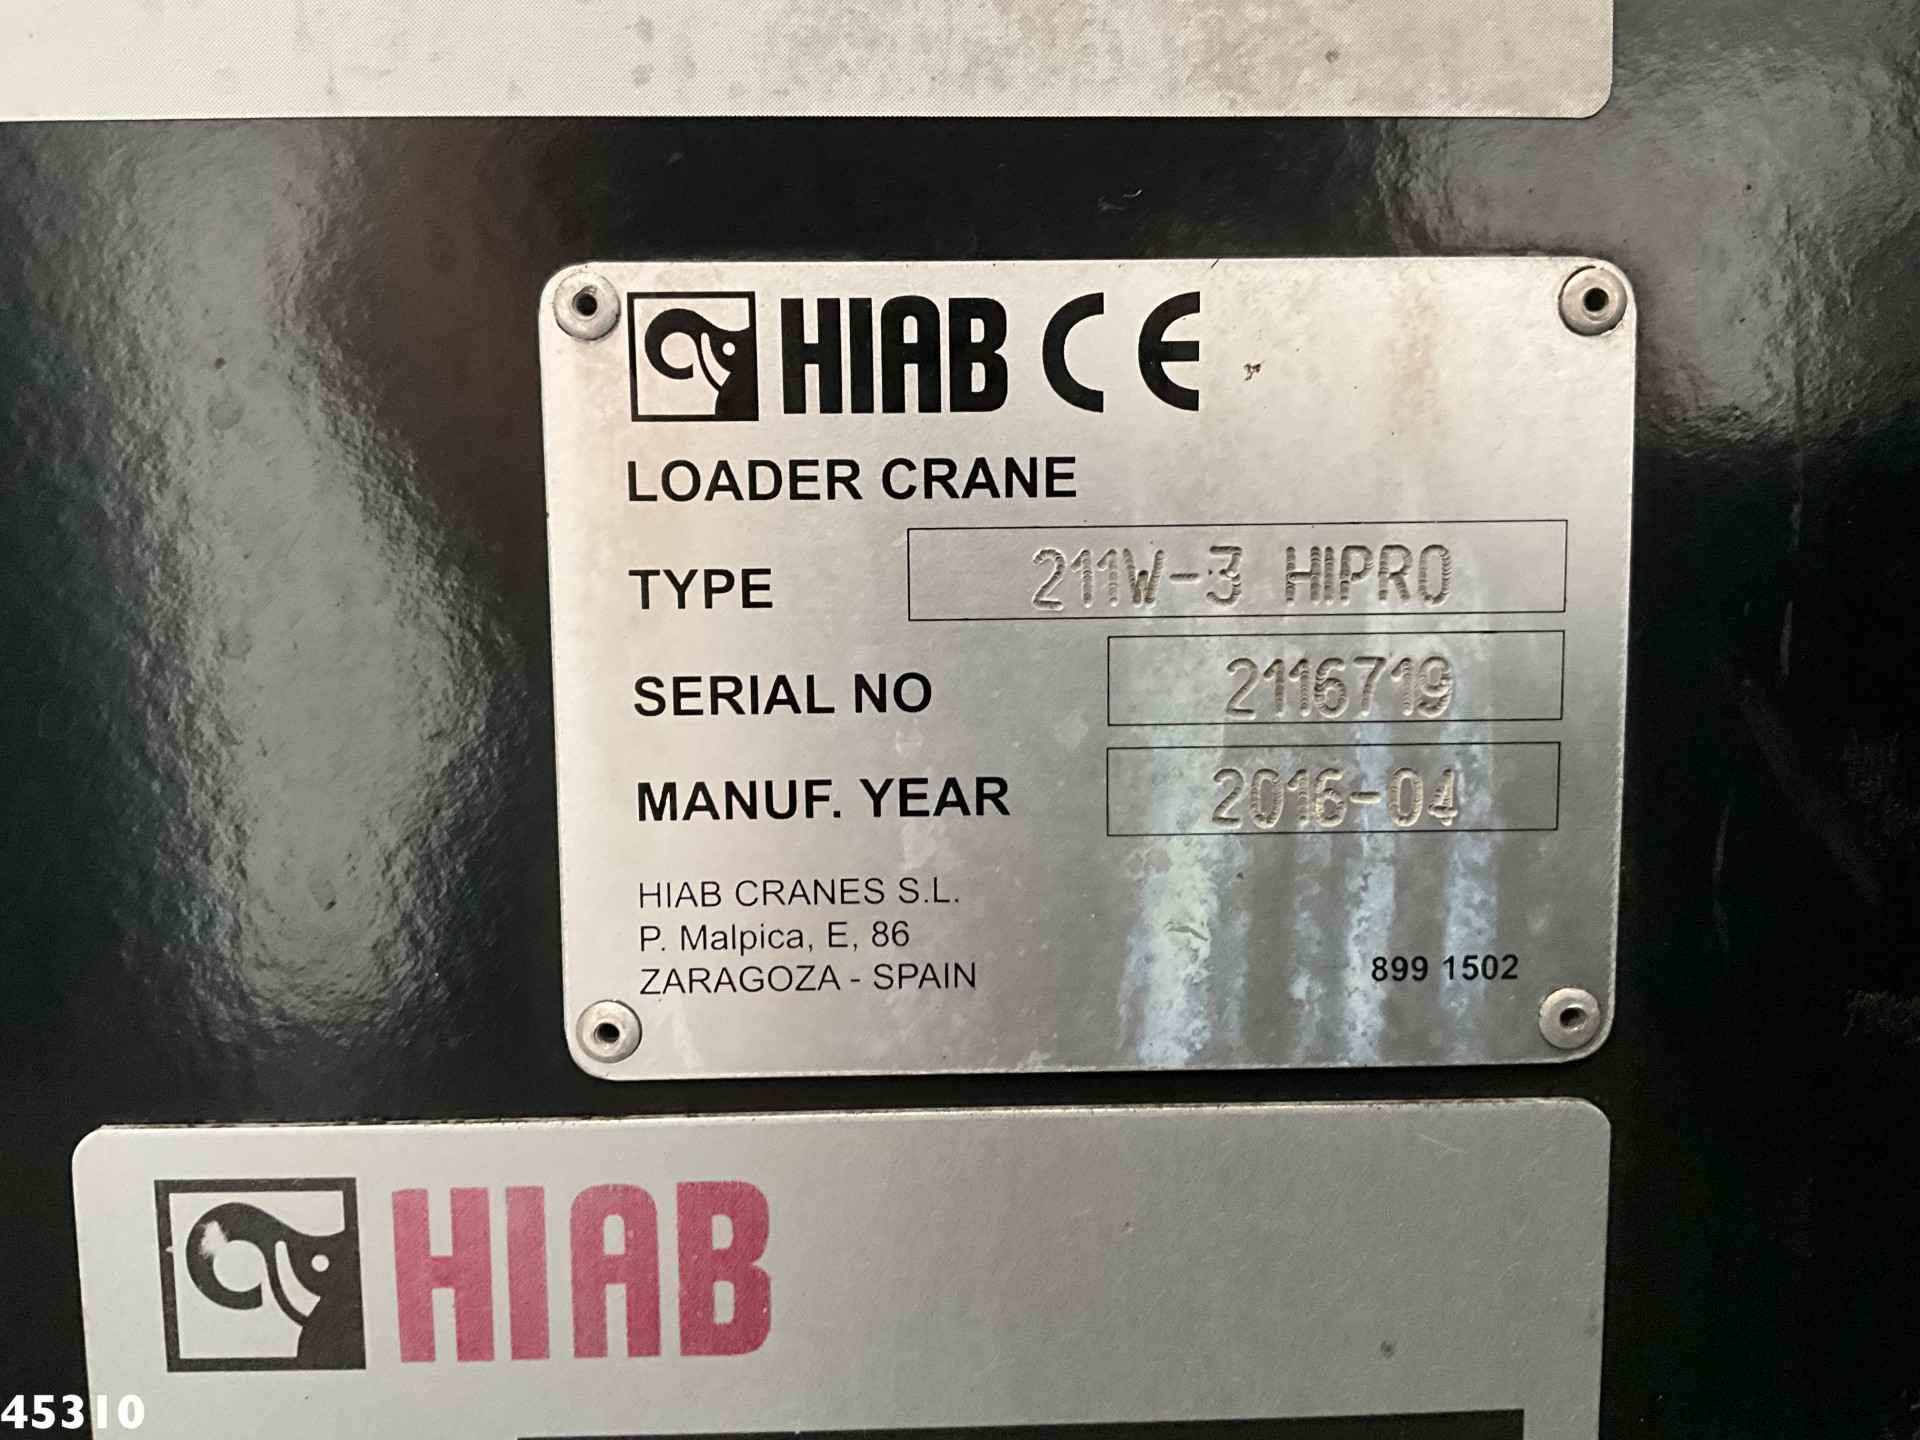 HIAB CE
LOADER CRANE
TYPE 211W-3 HIPRO
SERIAL NO 2116719
MANUF. YEAR 2016-04
HIAB CRANES S.L.
P. Malpica, E, 86
ZARAGOZA - SPAIN 899 1502
HIAB
45310